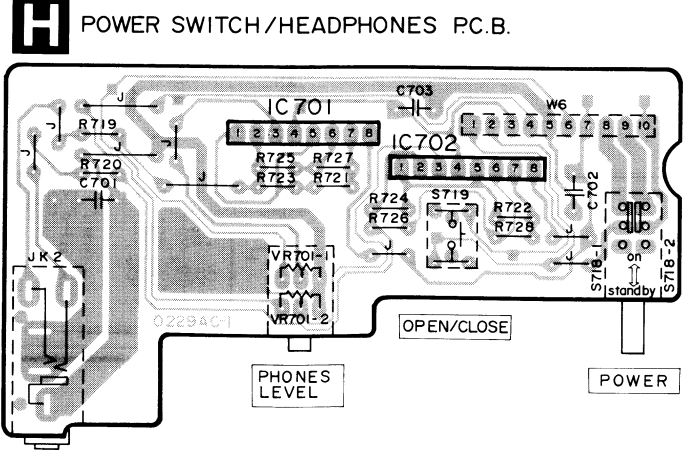 H POWER SWITCH/HEADPHONES P.C.B.
C703
J
IC701
W6
R719
1 2 3 4 5 6 7 8
1 2 3 4 5 6 7 8 9 10
J
J
J
J
IC702
R725 R727
R720
1 2 3 4 5 6 7 8
R723 R721
C701
J
C702
R724
S719
R722
R726
R728
J
J
J
JK2
VR701-1
on
S718-1
S718-2
standby
VR701-2
0229AC-1
OPEN/CLOSE
PHONES
LEVEL
POWER